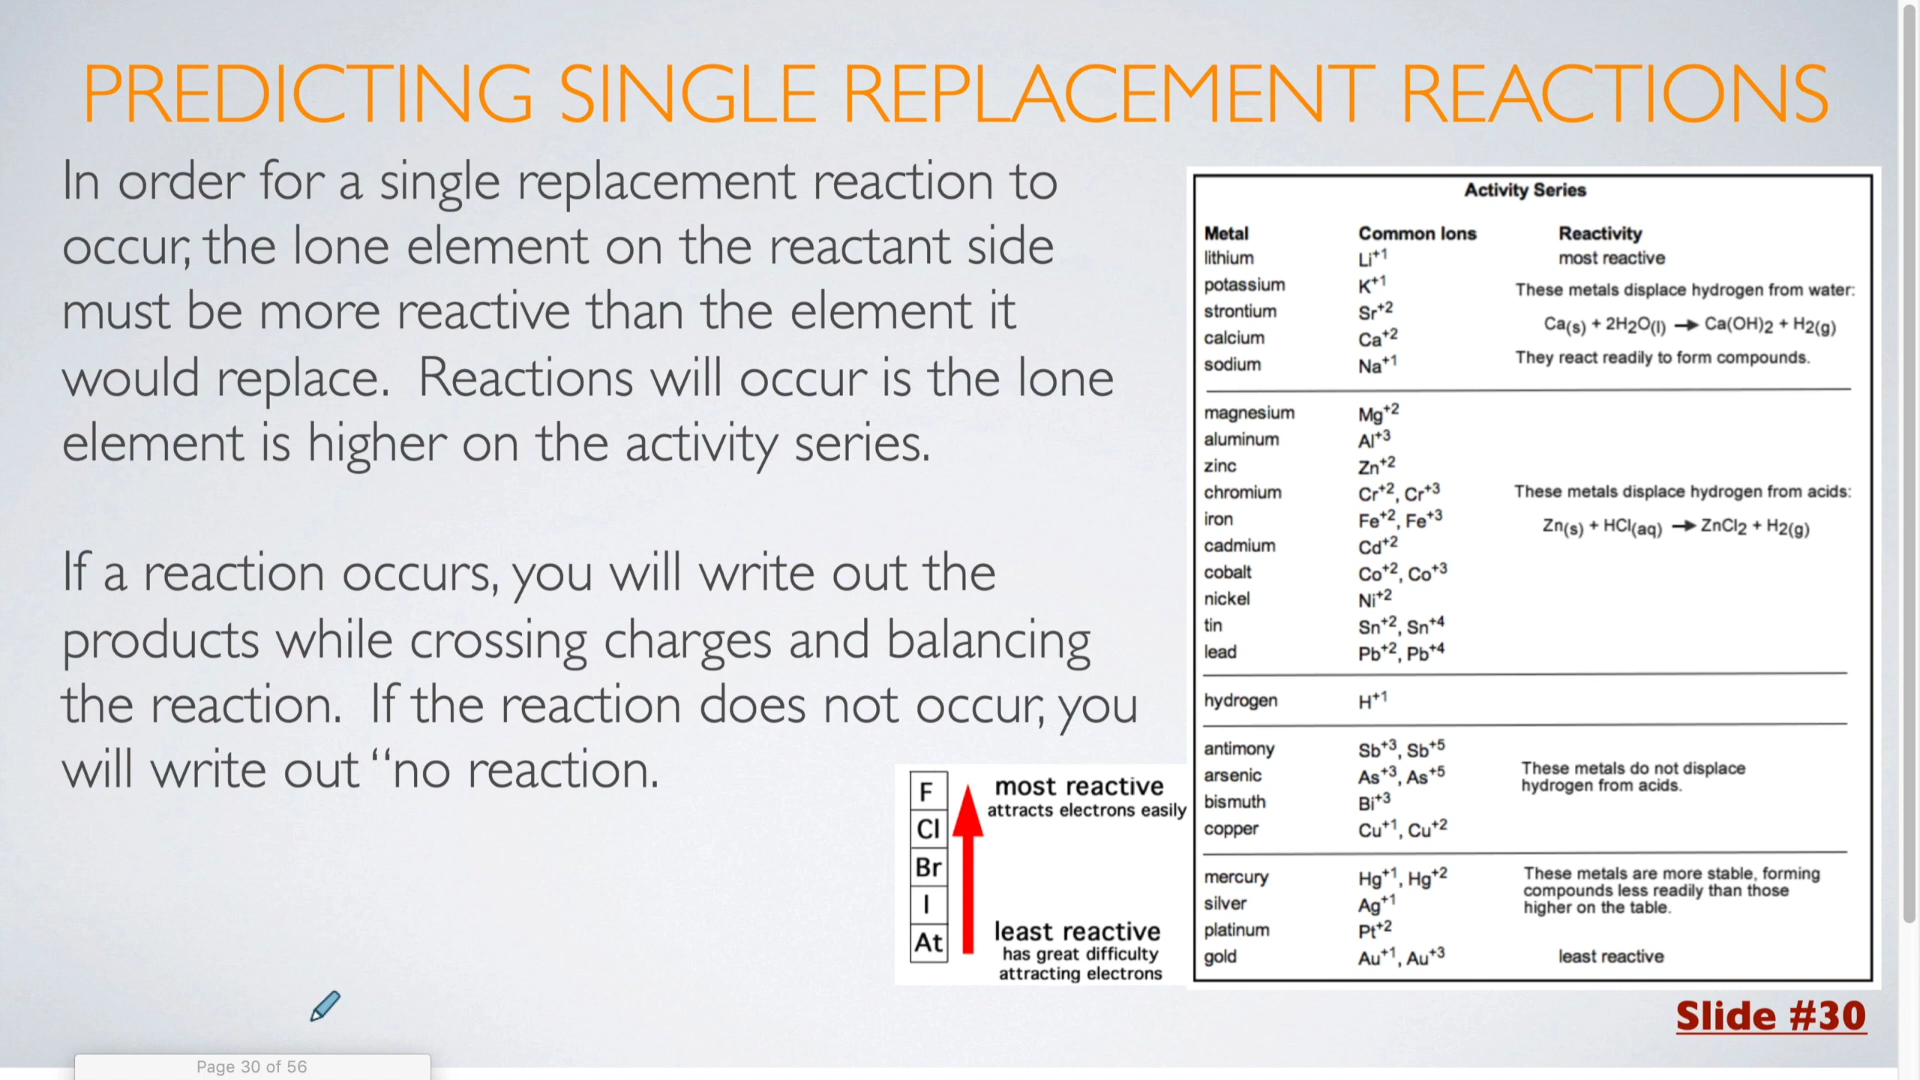 PREDICTING SINGLE REPLACEMENT REACTIONS
In order for a single replacement reaction to
occur, the lone element on the reactant side
must be more reactive than the element it
would replace. Reactions will occur is the lone
element is higher on the activity series.
If a reaction occurs, you will write out the
products while crossing charges and balancing
the reaction. If the reaction does not occur, you
will write out “no reaction.
F
Cl
Br
I
At
most reactive
attracts electrons easily
least reactive
has great difficulty
attracting electrons
Activity Series
Metal Common Ions Reactivity
lithium Li+1 most reactive
potassium K+1 These metals displace hydrogen from water:
strontium Sr+2
Ca(s) + 2H2O(l) → Ca(OH)2 + H2(g)
calcium Ca+2
sodium Na+1 They react readily to form compounds.
magnesium Mg+2
aluminum Al+3
zinc Zn+2
chromium Cr+2, Cr+3 These metals displace hydrogen from acids:
iron Fe+2, Fe+3 Zn(s) + HCl(aq) → ZnCl2 + H2(g)
cadmium Cd+2
cobalt Co+2, Co+3
nickel Ni+2
tin Sn+2, Sn+4
lead Pb+2, Pb+4
hydrogen H+1
antimony Sb+3, Sb+5
arsenic As+3, As+5
These metals do not displace
hydrogen from acids.
bismuth Bi+3
copper Cu+1, Cu+2
mercury Hg+1, Hg+2
silver Ag+1
These metals are more stable, forming
compounds less readily than those
higher on the table.
platinum Pt+2
gold Au+1, Au+3 least reactive
Slide #30
Page 30 of 56